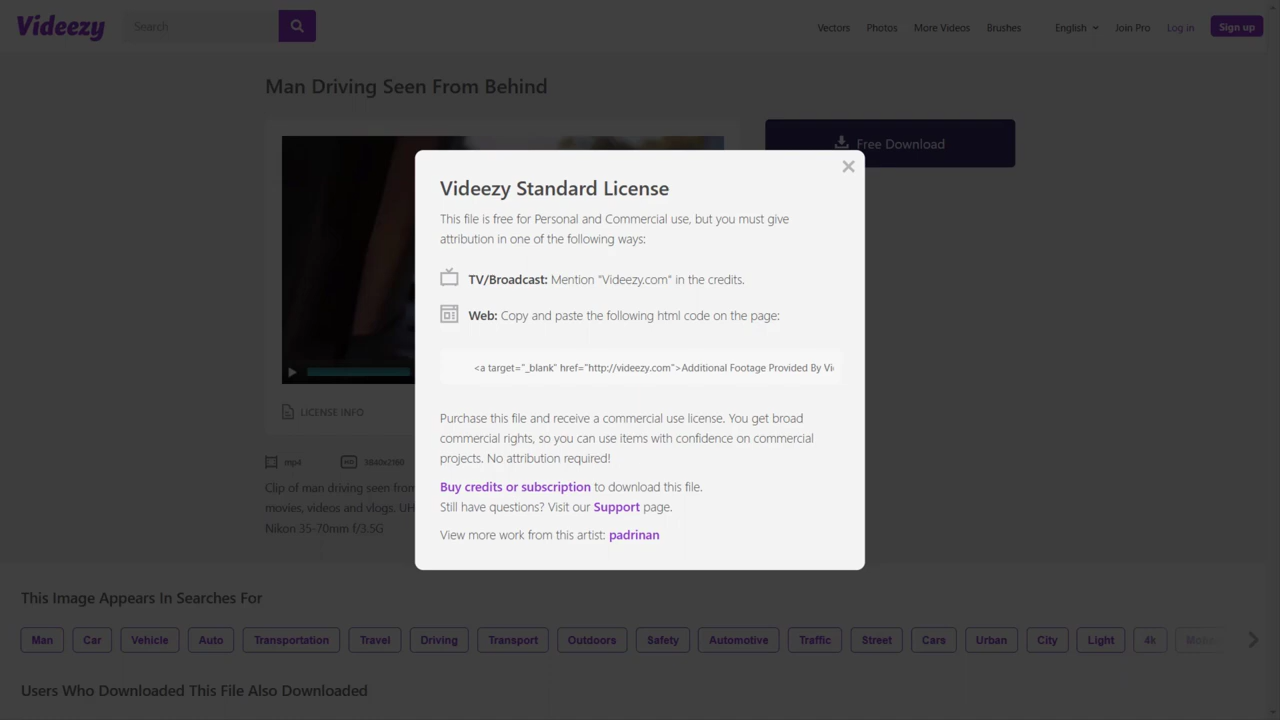 Videezy
Search
Vectors
Photos
More Videos
Brushes
English
Join Pro
Log in
Sign up
Man Driving Seen From Behind
Free Download
Videezy Standard License
This file is free for Personal and Commercial use, but you must give
attribution in one of the following ways:
TV/Broadcast: Mention "Videezy.com" in the credits.
Web: Copy and paste the following html code on the page:
<a target="_blank" href="http://videezy.com">Additional Footage Provided By
LICENSE INFO
Purchase this file and receive a commercial use license. You get broad
commercial rights, so you can use items with confidence on commercial
projects. No attribution required!
mp4
HD
3840x2160
Clip of man driving seen from
movies, videos and vlogs.
Nikon 35-70mm f/3.5G
Buy credits or subscription to download this file.
Still have questions? Visit our Support page.
View more work from this artist: padrinan
This Image Appears In Searches For
Man
Car
Vehicle
Auto
Transportation
Travel
Driving
Transport
Outdoors
Safety
Automotive
Traffic
Street
Cars
Urban
City
Light
4k
Users Who Downloaded This File Also Downloaded